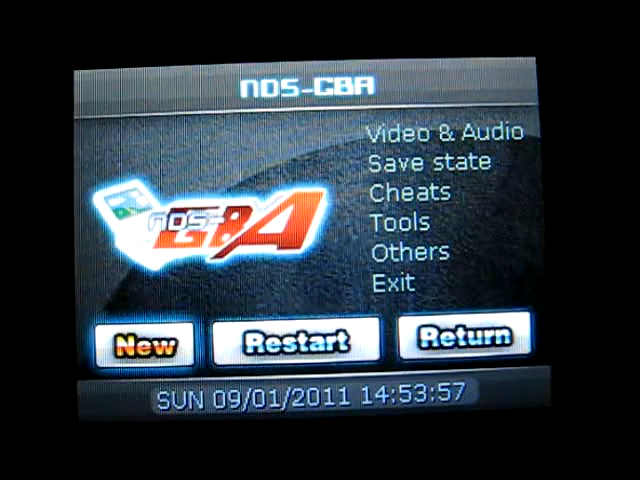 NDS-GBA
Video & Audio
Save state
Cheats
Tools
Others
Exit
NDS-GBA
New
Restart
Return
SUN 09/01/2011 14:53:57